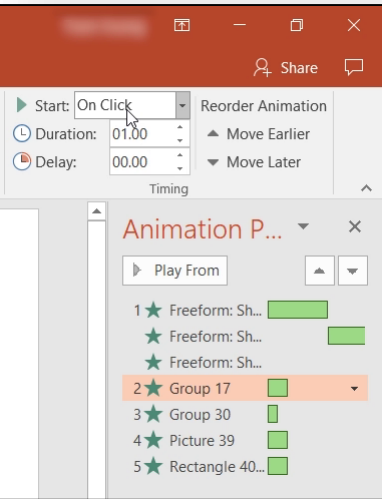 Share
Start: On Click Reorder Animation
Duration: 01.00 Move Earlier
Delay: 00.00 Move Later
Timing
Animation P...
Play From
1 Freeform: Sh...
Freeform: Sh...
Freeform: Sh...
2 Group 17
3 Group 30
4 Picture 39
5 Rectangle 40...